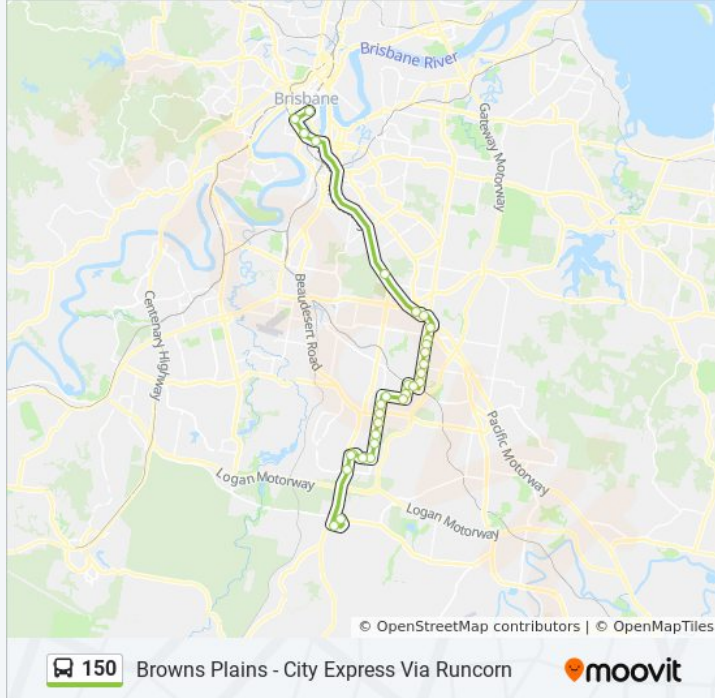 Brisbane River
Brisbane
Gateway Motorway
Beaudesert Road
Centenary Highway
Pacific Motorway
Logan Motorway
Logan Motorway
© OpenStreetMap contributors | © OpenMapTiles
150 Browns Plains - City Express Via Runcorn
moovit